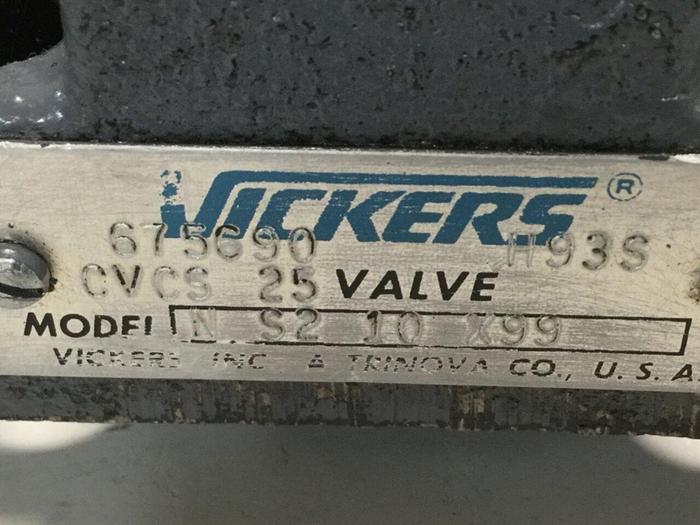 VICKERS ®
675690 H93S
CVCS 25 VALVE
MODEL N S2 10 X99
VICKERS INC A TRINOVA CO., U.S.A